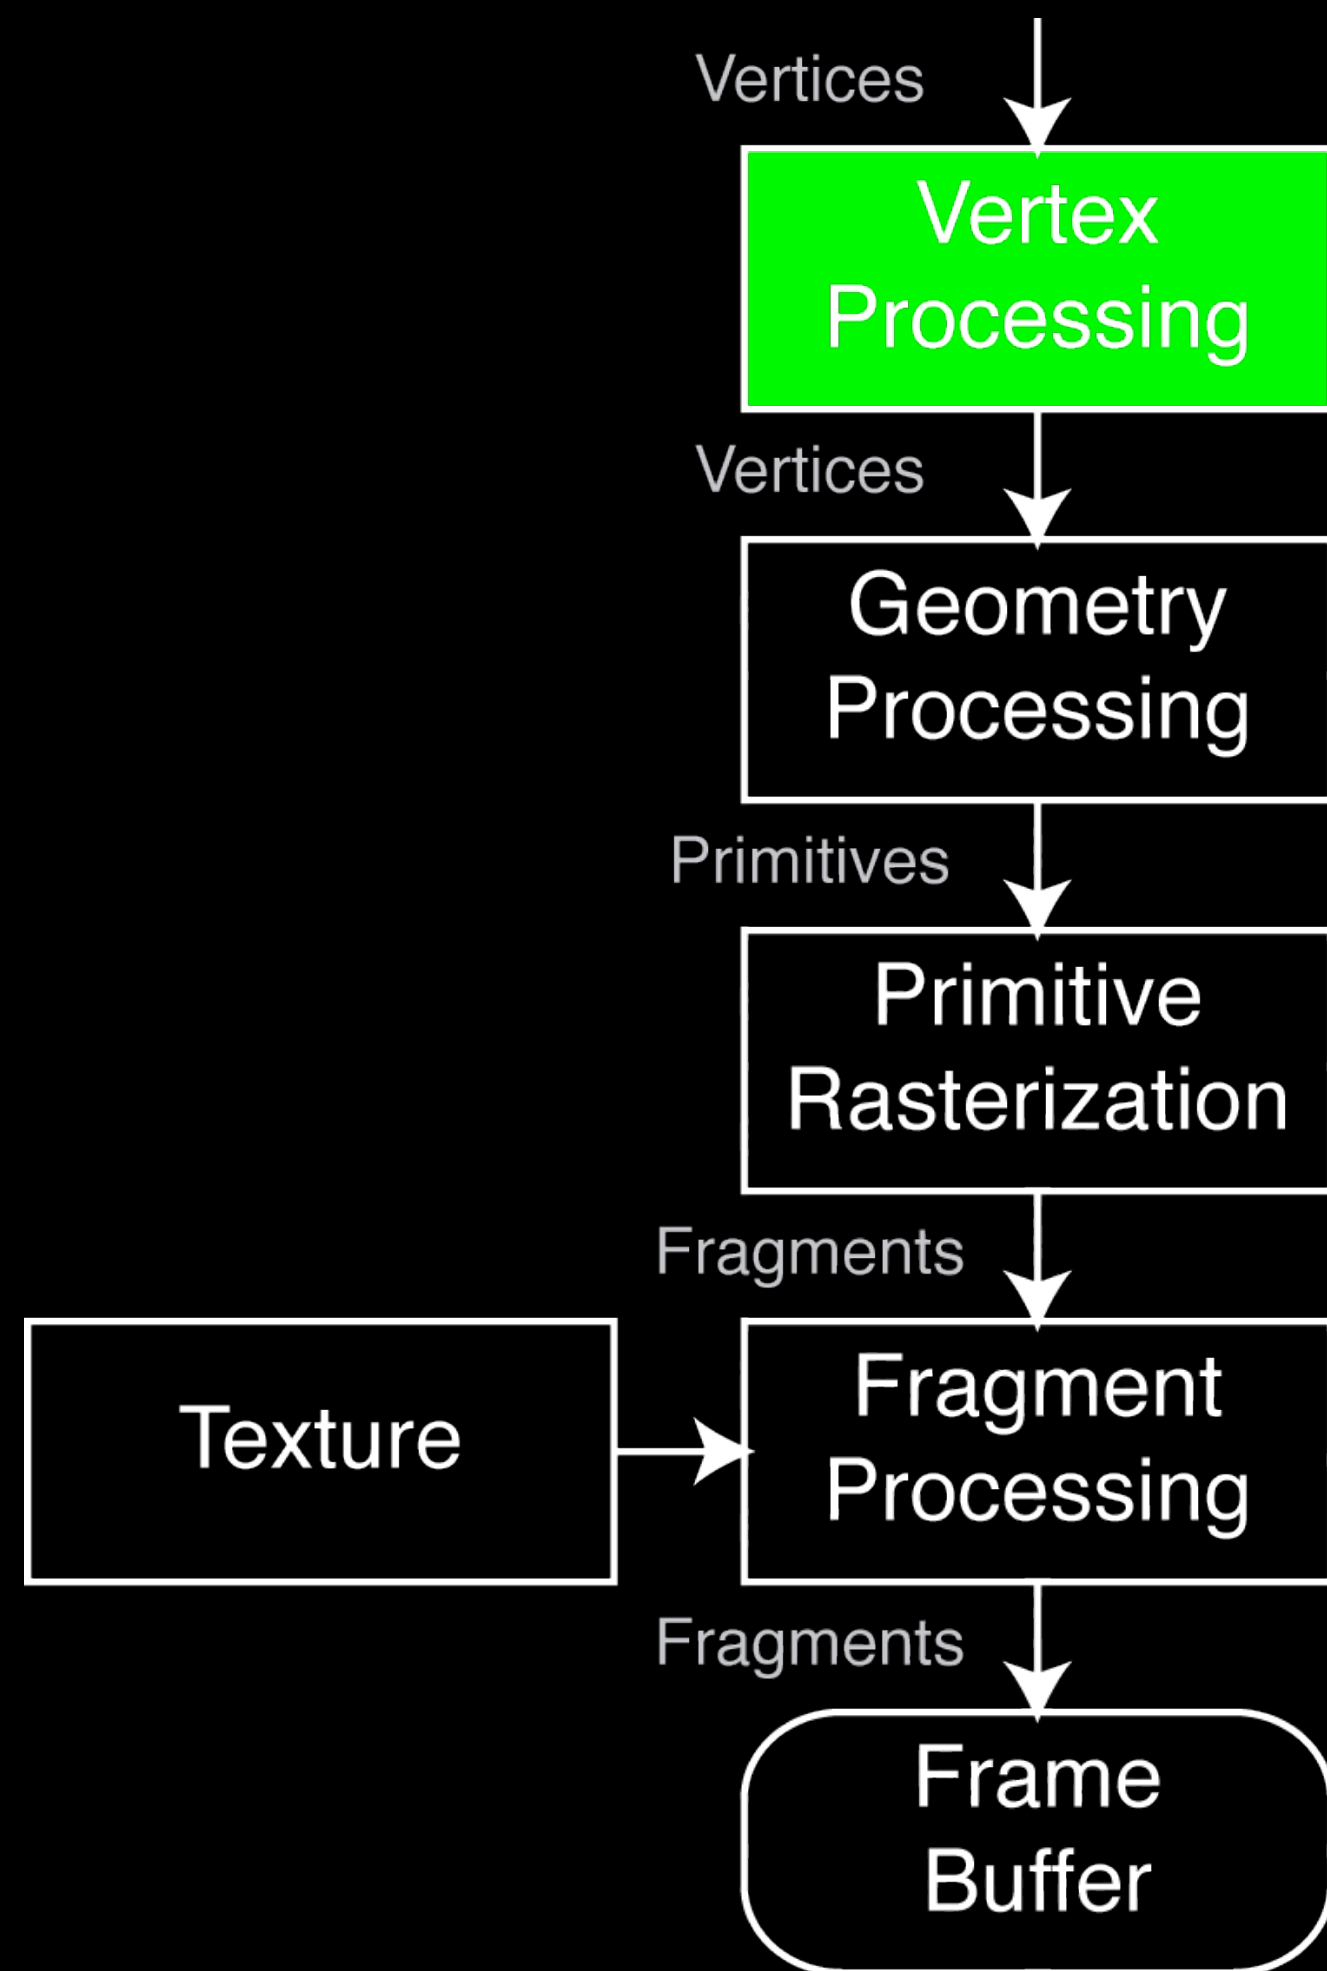 Vertices
Vertex
Processing
Vertices
Geometry
Processing
Primitives
Primitive
Rasterization
Fragments
Texture
Fragment
Processing
Fragments
Frame
Buffer